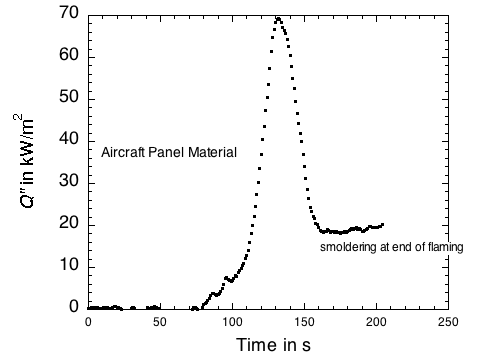 70
60
50
40
30
20
10
0
Q" in kW/m²
Aircraft Panel Material
smoldering at end of flaming
0 50 100 150 200 250
Time in s